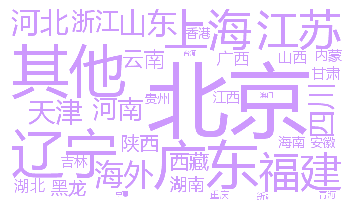 河北 浙江 山东 上海 江苏
香港
其他 云南 广西 山西 内蒙
北京 甘肃
天津 河南 贵州 江西 四川
辽宁 陕西 海南 安徽
吉林 海外 西藏 广东 福建
湖北 黑龙 湖南